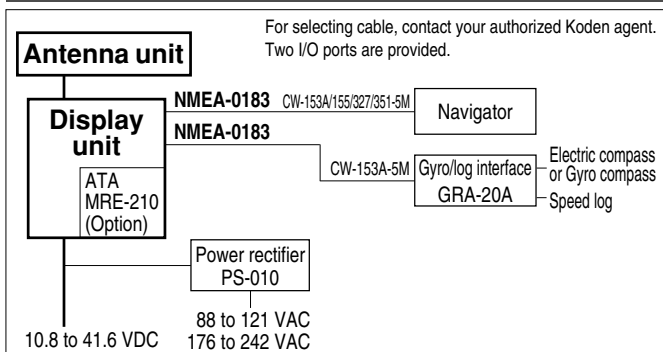 For selecting cable, contact your authorized Koden agent.
Two I/O ports are provided.
Antenna unit
Display
unit
ATA
MRE-210
(Option)
NMEA-0183 CW-153A/155/327/351-5M
Navigator
NMEA-0183
CW-153A-5M
Gyro/log interface
GRA-20A
Electric compass
or Gyro compass
Speed log
Power rectifier
PS-010
88 to 121 VAC
176 to 242 VAC
10.8 to 41.6 VDC